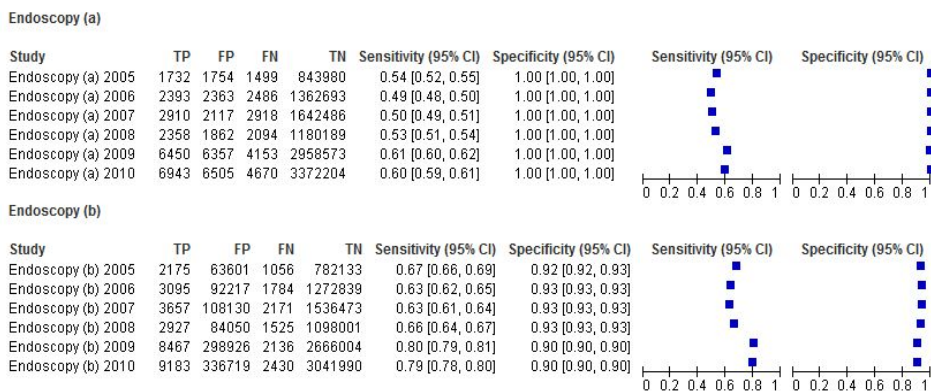 Endoscopy (a)
Study TP FP FN TN Sensitivity (95% CI) Specificity (95% CI) Sensitivity (95% CI) Specificity (95% CI)
Endoscopy (a) 2005 1732 1754 1499 843980 0.54 [0.52, 0.55] 1.00 [1.00, 1.00]
Endoscopy (a) 2006 2393 2363 2486 1362693 0.49 [0.48, 0.50] 1.00 [1.00, 1.00]
Endoscopy (a) 2007 2910 2117 2918 1642486 0.50 [0.49, 0.51] 1.00 [1.00, 1.00]
Endoscopy (a) 2008 2358 1862 2094 1180189 0.53 [0.51, 0.54] 1.00 [1.00, 1.00]
Endoscopy (a) 2009 6450 6357 4153 2958573 0.61 [0.60, 0.62] 1.00 [1.00, 1.00]
Endoscopy (a) 2010 6943 6505 4670 3372204 0.60 [0.59, 0.61] 1.00 [1.00, 1.00]
0 0.2 0.4 0.6 0.8 1 0 0.2 0.4 0.6 0.8 1
Endoscopy (b)
Study TP FP FN TN Sensitivity (95% CI) Specificity (95% CI) Sensitivity (95% CI) Specificity (95% CI)
Endoscopy (b) 2005 2175 63601 1056 782133 0.67 [0.66, 0.69] 0.92 [0.92, 0.93]
Endoscopy (b) 2006 3095 92217 1784 1272839 0.63 [0.62, 0.65] 0.93 [0.93, 0.93]
Endoscopy (b) 2007 3657 108130 2171 1536473 0.63 [0.61, 0.64] 0.93 [0.93, 0.93]
Endoscopy (b) 2008 2927 84050 1525 1098001 0.66 [0.64, 0.67] 0.93 [0.93, 0.93]
Endoscopy (b) 2009 8467 298926 2136 2666004 0.80 [0.79, 0.81] 0.90 [0.90, 0.90]
Endoscopy (b) 2010 9183 336719 2430 3041990 0.79 [0.78, 0.80] 0.90 [0.90, 0.90]
0 0.2 0.4 0.6 0.8 1 0 0.2 0.4 0.6 0.8 1